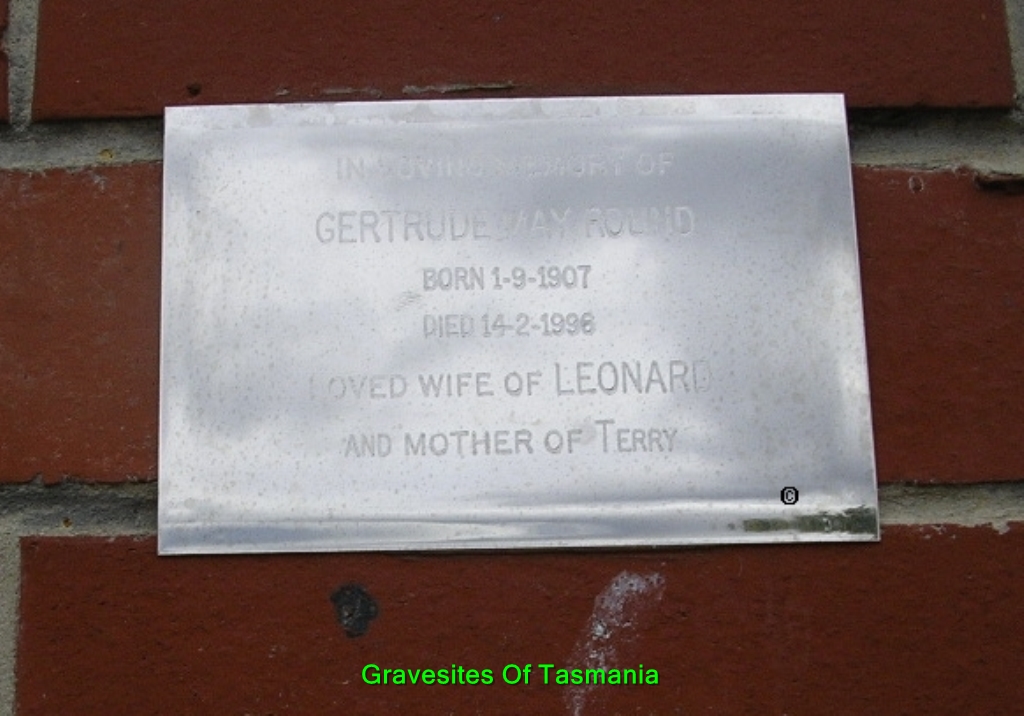 IN LOVING MEMORY OF
GERTRUDE MAY ROUND
BORN 1-9-1907
DIED 14-2-1996
LOVED WIFE OF LEONARD
AND MOTHER OF TERRY
©
Gravesites Of Tasmania